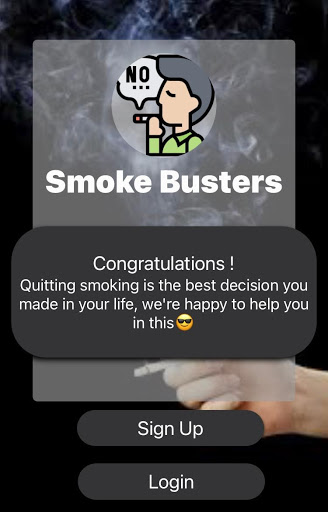 NO
...
Smoke Busters
Congratulations !
Quitting smoking is the best decision you
made in your life, we're happy to help you
in this😎
Sign Up
Login